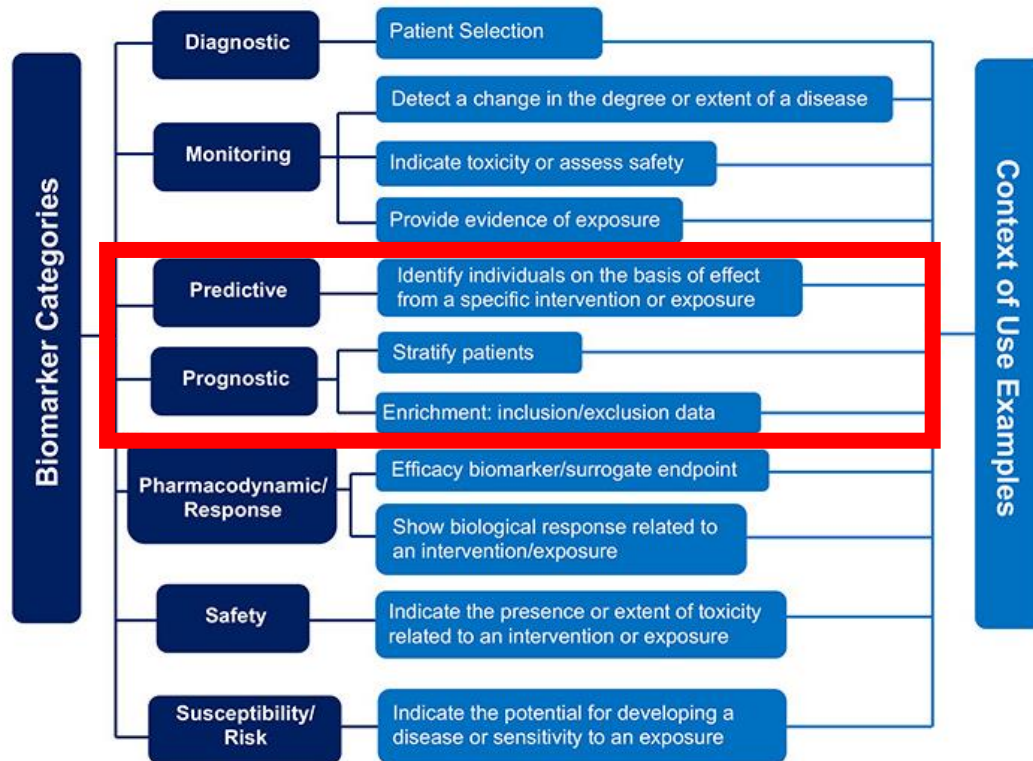 Biomarker Categories
Diagnostic
Patient Selection
Monitoring
Detect a change in the degree or extent of a disease
Indicate toxicity or assess safety
Provide evidence of exposure
Predictive
Identify individuals on the basis of effect
from a specific intervention or exposure
Prognostic
Stratify patients
Enrichment: inclusion/exclusion data
Pharmacodynamic/
Response
Efficacy biomarker/surrogate endpoint
Show biological response related to
an intervention/exposure
Safety
Indicate the presence or extent of toxicity
related to an intervention or exposure
Susceptibility/
Risk
Indicate the potential for developing a
disease or sensitivity to an exposure
Context of Use Examples